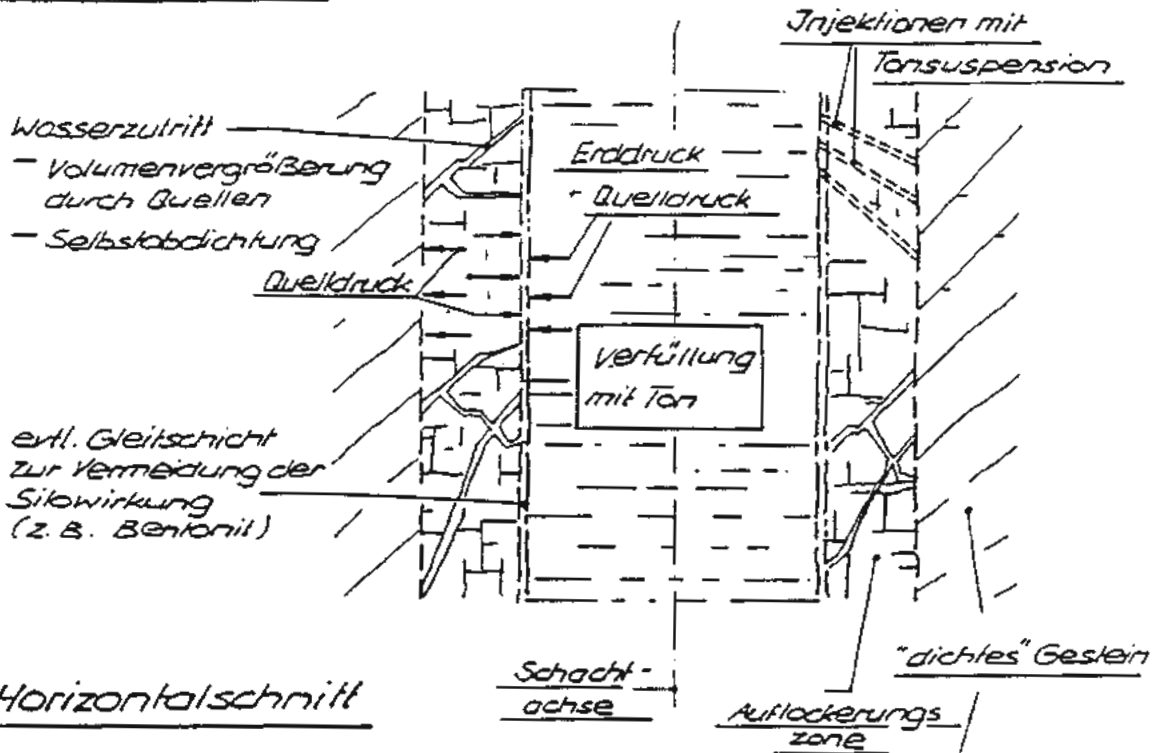 Injektionen mit
Tonsuspension
Wasserzutritt
- Volumenvergrößerung
durch Quellen
- Selbstabdichtung
Erddruck
+ Quelldruck
Quelldruck
Verfüllung
mit Ton
evtl. Gleitschicht
zur Vermeidung der
Silowirkung
(z. B. Bentonit)
Schacht-
achse
"dichtes" Gestein
Auflockerungs
zone
Horizontalschnitt